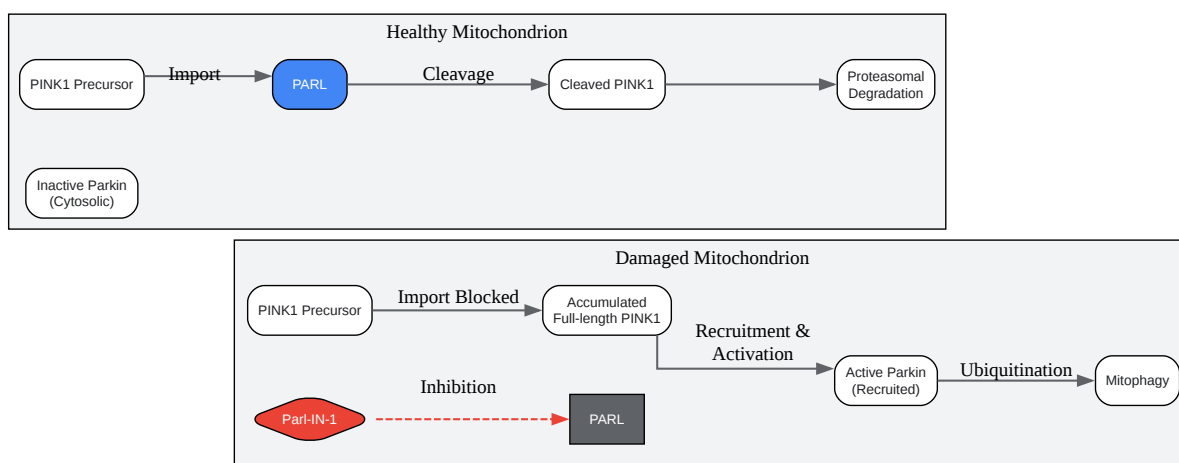 Healthy Mitochondrion
PINK1 Precursor
Import
PARL
Cleavage
Cleaved PINK1
Proteasomal
Degradation
Inactive Parkin
(Cytosolic)
Damaged Mitochondrion
PINK1 Precursor
Import Blocked
Accumulated
Full-length PINK1
Recruitment &
Activation
Active Parkin
(Recruited)
Ubiquitination
Mitophagy
Parl-IN-1
Inhibition
PARL